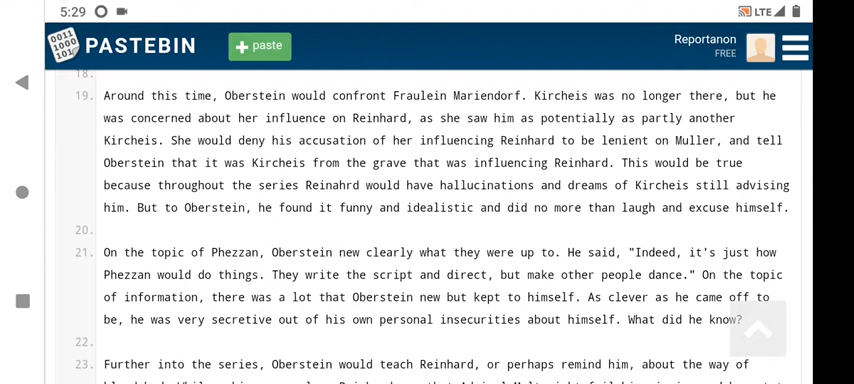 5:29 LTE
0011
1000
101
PASTEBIN
+ paste
Reportanon
FREE
18.
19. Around this time, Oberstein would confront Fraulein Mariendorf. Kircheis was no longer there, but he
was concerned about her influence on Reinhard, as she saw him as potentially as partly another
Kircheis. She would deny his accusation of her influencing Reinhard to be lenient on Muller, and tell
Oberstein that it was Kircheis from the grave that was influencing Reinhard. This would be true
because throughout the series Reinahrd would have hallucinations and dreams of Kircheis still advising
him. But to Oberstein, he found it funny and idealistic and did no more than laugh and excuse himself.
20.
21. On the topic of Phezzan, Oberstein new clearly what they were up to. He said, "Indeed, it's just how
Phezzan would do things. They write the script and direct, but make other people dance." On the topic
of information, there was a lot that Oberstein new but kept to himself. As clever as he came off to
be, he was very secretive out of his own personal insecurities about himself. What did he know?
22.
23. Further into the series, Oberstein would teach Reinhard, or perhaps remind him, about the way of